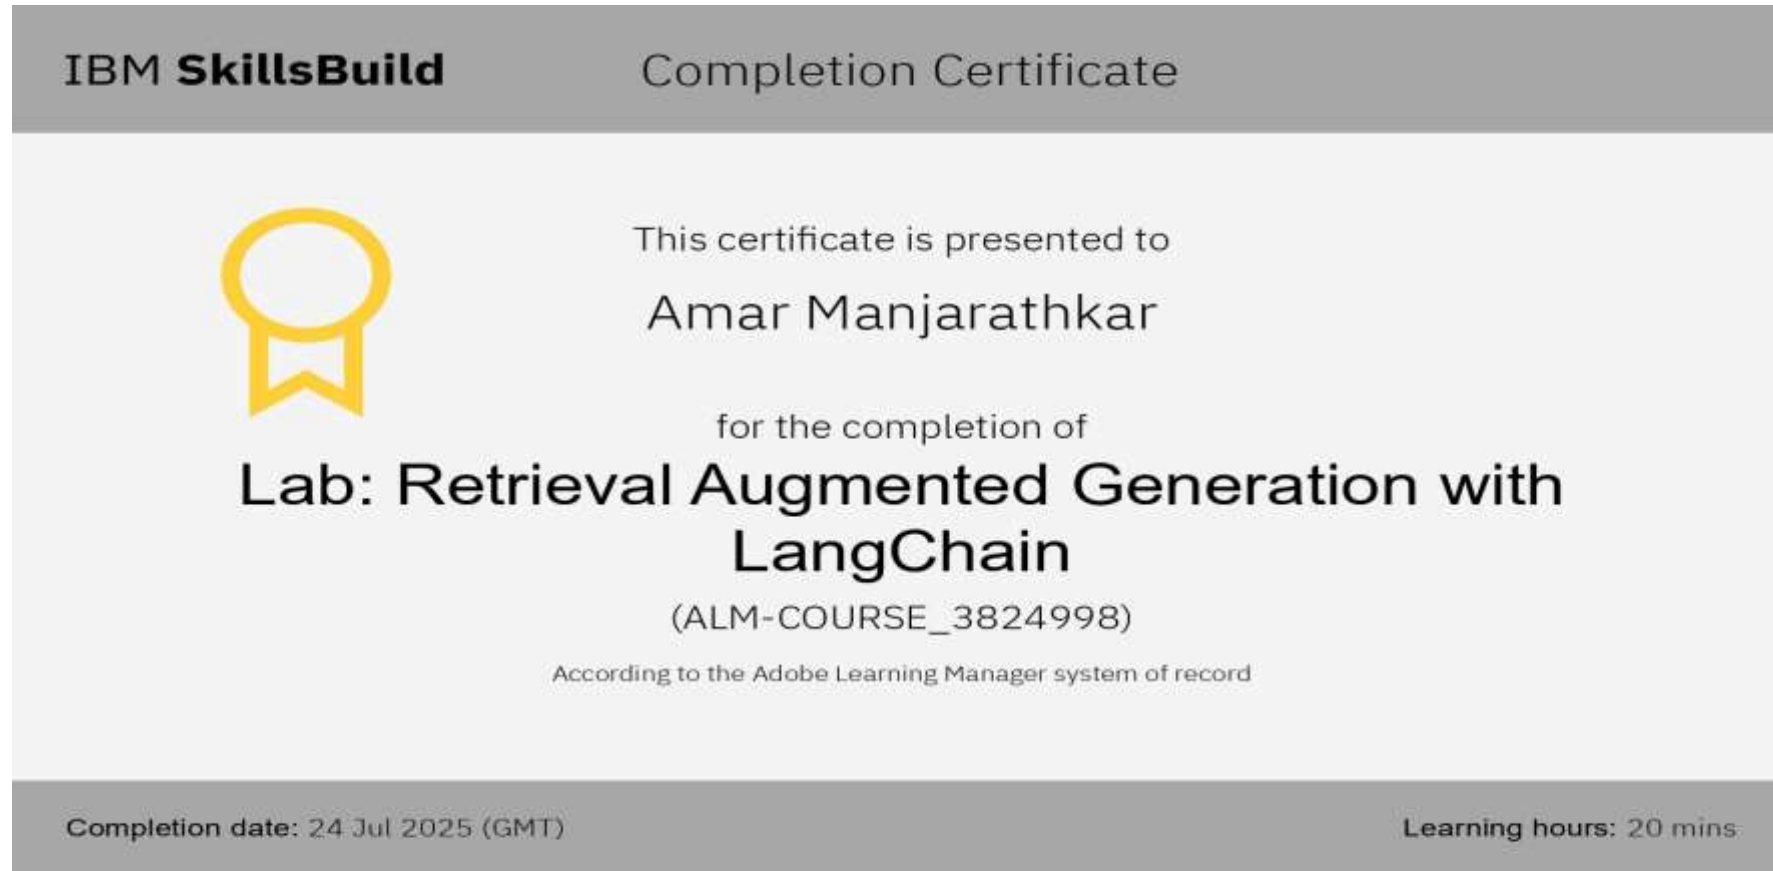 IBM SkillsBuild
Completion Certificate
This certificate is presented to
Amar Manjarathkar
for the completion of
Lab: Retrieval Augmented Generation with
LangChain
(ALM-COURSE_3824998)
According to the Adobe Learning Manager system of record
Completion date: 24 Jul 2025 (GMT)
Learning hours: 20 mins